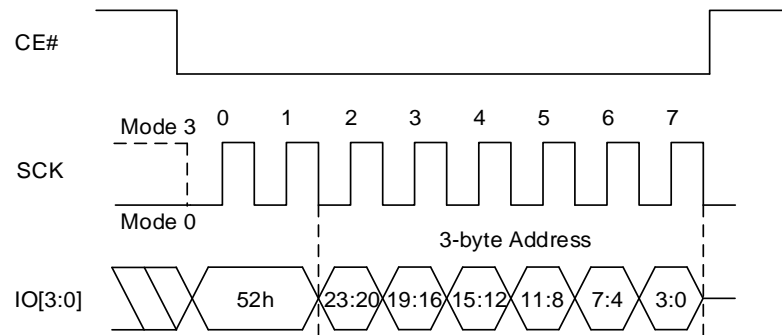 CE#
Mode 3 0 1 2 3 4 5 6 7
SCK
Mode 0
3-byte Address
IO[3:0] 52h 23:20 19:16 15:12 11:8 7:4 3:0